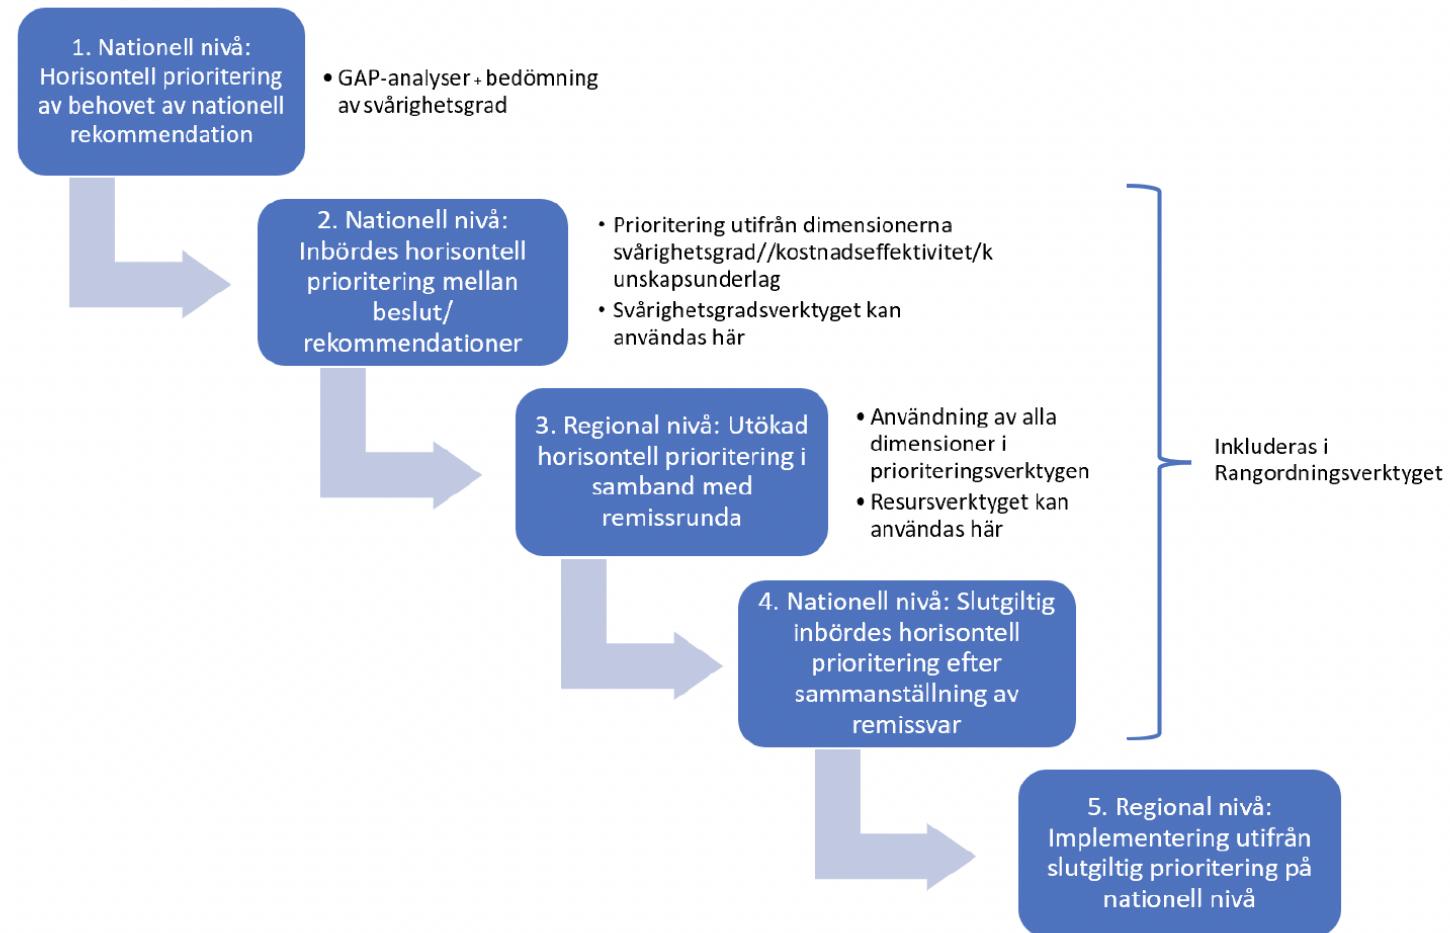 1. Nationell nivå:
Horisontell prioritering
av behovet av nationell
rekommendation
• GAP-analyser + bedömning
av svårighetsgrad
2. Nationell nivå:
Inbördes horisontell
prioritering mellan
beslut/
rekommendationer
• Prioritering utifrån dimensionerna
svårighetsgrad//kostnadseffektivitet/k
unskapsunderlag
• Svårighetsgradsverktyget kan
användas här
3. Regional nivå: Utökad
horisontell prioritering i
samband med
remissrunda
• Användning av alla
dimensioner i
prioriteringsverktygen
• Resursverktyget kan
användas här
Inkluderas i
Rangordningsverktyget
4. Nationell nivå: Slutgiltig
inbördes horisontell
prioritering efter
sammanställning av
remissvar
5. Regional nivå:
Implementering utifrån
slutgiltig prioritering på
nationell nivå